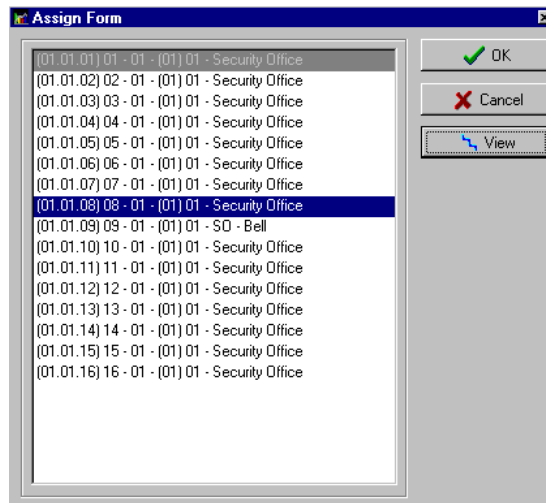 Assign Form
(01.01.01) 01 - 01 - (01) 01 - Security Office
(01.01.02) 02 - 01 - (01) 01 - Security Office
(01.01.03) 03 - 01 - (01) 01 - Security Office
(01.01.04) 04 - 01 - (01) 01 - Security Office
(01.01.05) 05 - 01 - (01) 01 - Security Office
(01.01.06) 06 - 01 - (01) 01 - Security Office
(01.01.07) 07 - 01 - (01) 01 - Security Office
(01.01.08) 08 - 01 - (01) 01 - Security Office
(01.01.09) 09 - 01 - (01) 01 - SO - Bell
(01.01.10) 10 - 01 - (01) 01 - Security Office
(01.01.11) 11 - 01 - (01) 01 - Security Office
(01.01.12) 12 - 01 - (01) 01 - Security Office
(01.01.13) 13 - 01 - (01) 01 - Security Office
(01.01.14) 14 - 01 - (01) 01 - Security Office
(01.01.15) 15 - 01 - (01) 01 - Security Office
(01.01.16) 16 - 01 - (01) 01 - Security Office
OK
Cancel
View